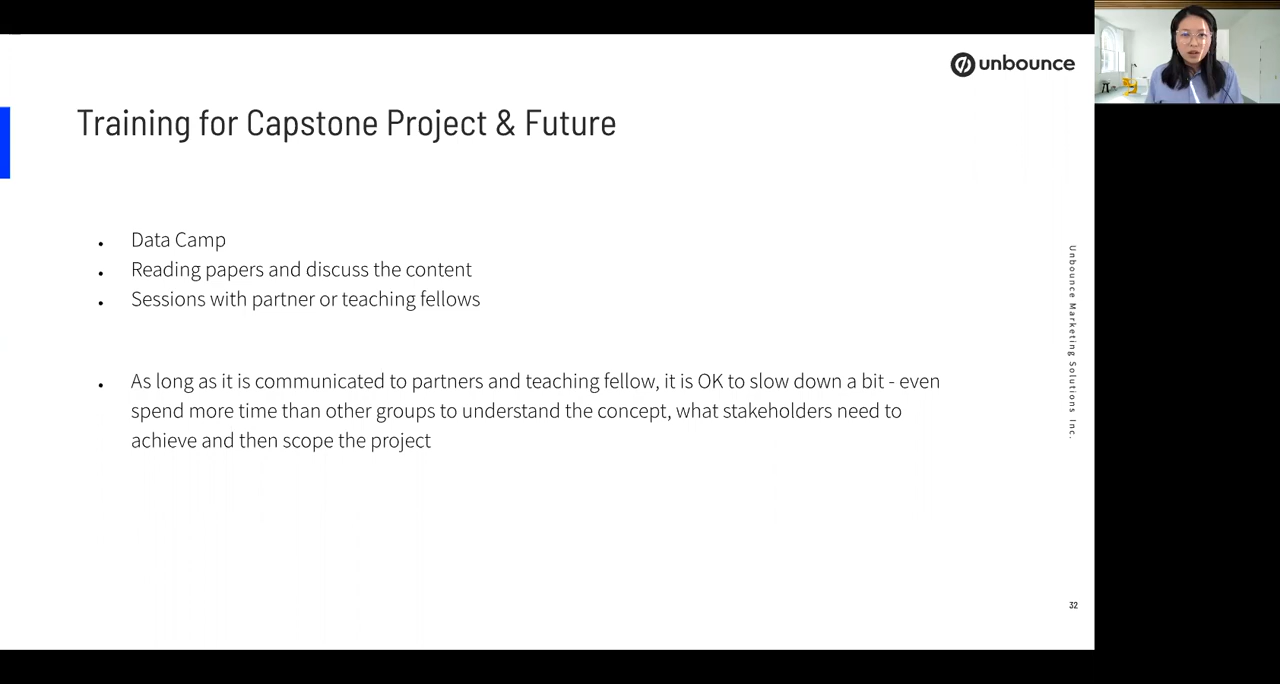 unbounce
Training for Capstone Project & Future
Data Camp
Reading papers and discuss the content
Sessions with partner or teaching fellows
As long as it is communicated to partners and teaching fellow, it is OK to slow down a bit - even
spend more time than other groups to understand the concept, what stakeholders need to
achieve and then scope the project
Unbounce Marketing Solutions Inc.
32